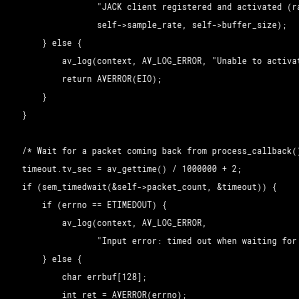 "JACK client registered and activated (ra
self->sample_rate, self->buffer_size);
} else {
av_log(context, AV_LOG_ERROR, "Unable to activat
return AVERROR(EIO);
}
}
/* Wait for a packet coming back from process_callback()
timeout.tv_sec = av_gettime() / 1000000 + 2;
if (sem_timedwait(&self->packet_count, &timeout)) {
if (errno == ETIMEDOUT) {
av_log(context, AV_LOG_ERROR,
"Input error: timed out when waiting for
} else {
char errbuf[128];
int ret = AVERROR(errno);